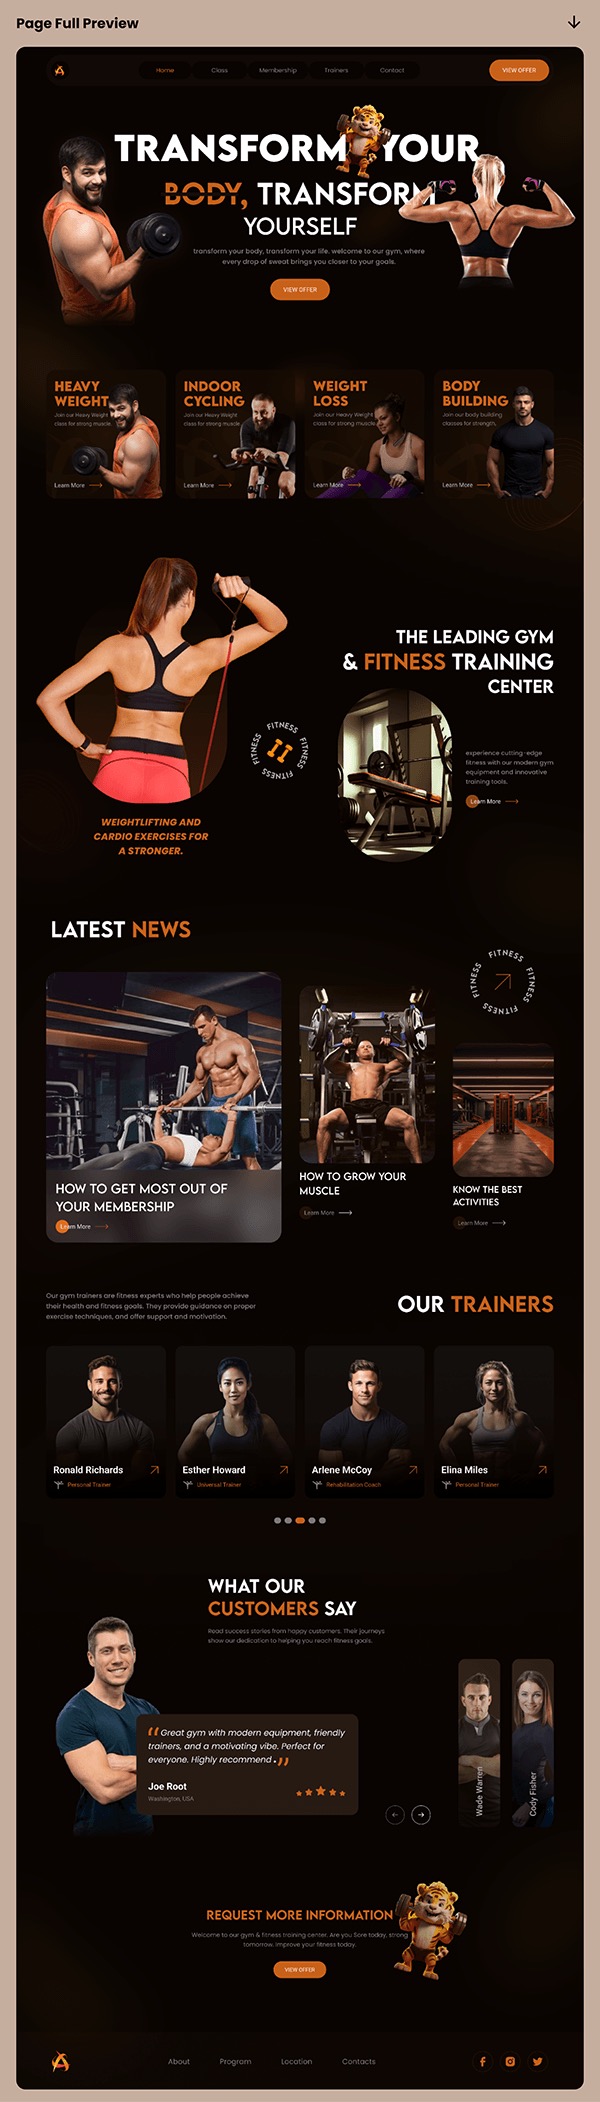 Page Full Preview
Home
Class
Membership
Trainers
Contact
VIEW OFFER
TRANSFORM YOUR
BODY, TRANSFORM
YOURSELF
transform your body, transform your life. welcome to our gym, where
every drop of sweat brings you closer to your goals.
VIEW OFFER
HEAVY
WEIGHT
Join our Heavy Weight
class for strong muscle.
Learn More
INDOOR
CYCLING
Join our Heavy Weight
class for strong muscle.
Learn More
WEIGHT
LOSS
Join our Heavy Weight
class for strong muscle.
Learn More
BODY
BUILDING
Join our body building
classes for strength.
Learn More
THE LEADING GYM
& FITNESS TRAINING
CENTER
FITNESS FITNESS FITNESS FITNESS
experience cutting-edge
fitness with our modern gym
equipment and innovative
training tools.
Learn More
WEIGHTLIFTING AND
CARDIO EXERCISES FOR
A STRONGER.
LATEST NEWS
FITNESS FITNESS FITNESS FITNESS
HOW TO GET MOST OUT OF
YOUR MEMBERSHIP
Learn More
HOW TO GROW YOUR
MUSCLE
Learn More
KNOW THE BEST
ACTIVITIES
Learn More
Our gym trainers are fitness experts who help people achieve
their health and fitness goals. They provide guidance on proper
exercise techniques, and offer support and motivation.
OUR TRAINERS
Ronald Richards
Personal Trainer
Esther Howard
Universal Trainer
Arlene McCoy
Rehabilitation Coach
Elina Miles
Personal Trainer
WHAT OUR
CUSTOMERS SAY
Read success stories from happy customers. Their journeys
show our dedication to helping you reach fitness goals.
“ Great gym with modern equipment, friendly
trainers, and a motivating vibe. Perfect for
everyone. Highly recommend . ”
Joe Root
Washington, USA
Wade Warren
Cody Fisher
REQUEST MORE INFORMATION
Welcome to our gym & fitness training center. Are you Sore today, strong
tomorrow. Improve your fitness today.
VIEW OFFER
About
Program
Location
Contacts